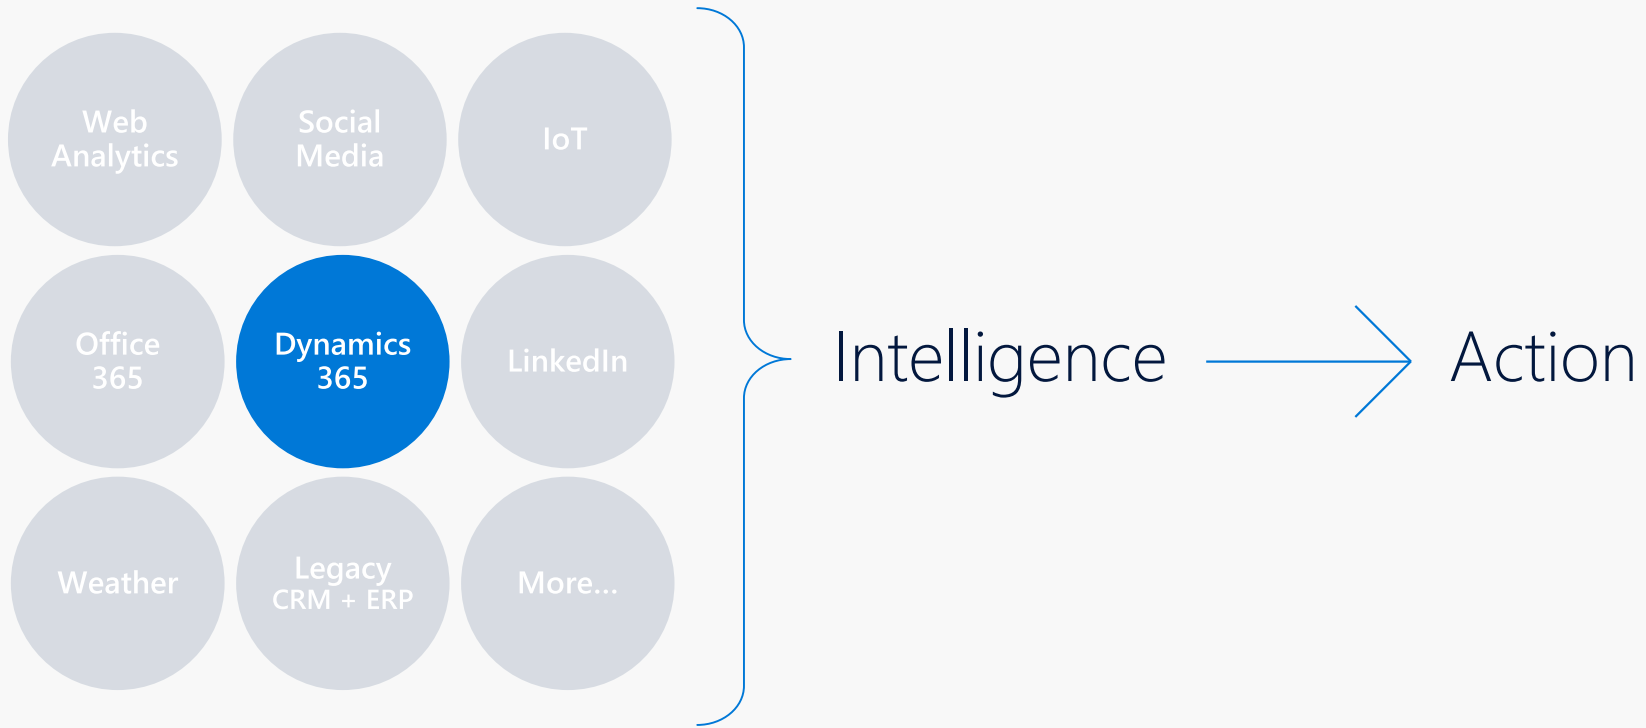 Web
Analytics
Social
Media
IoT
Office
365
Dynamics
365
LinkedIn
Weather
Legacy
CRM + ERP
More...
Intelligence
Action